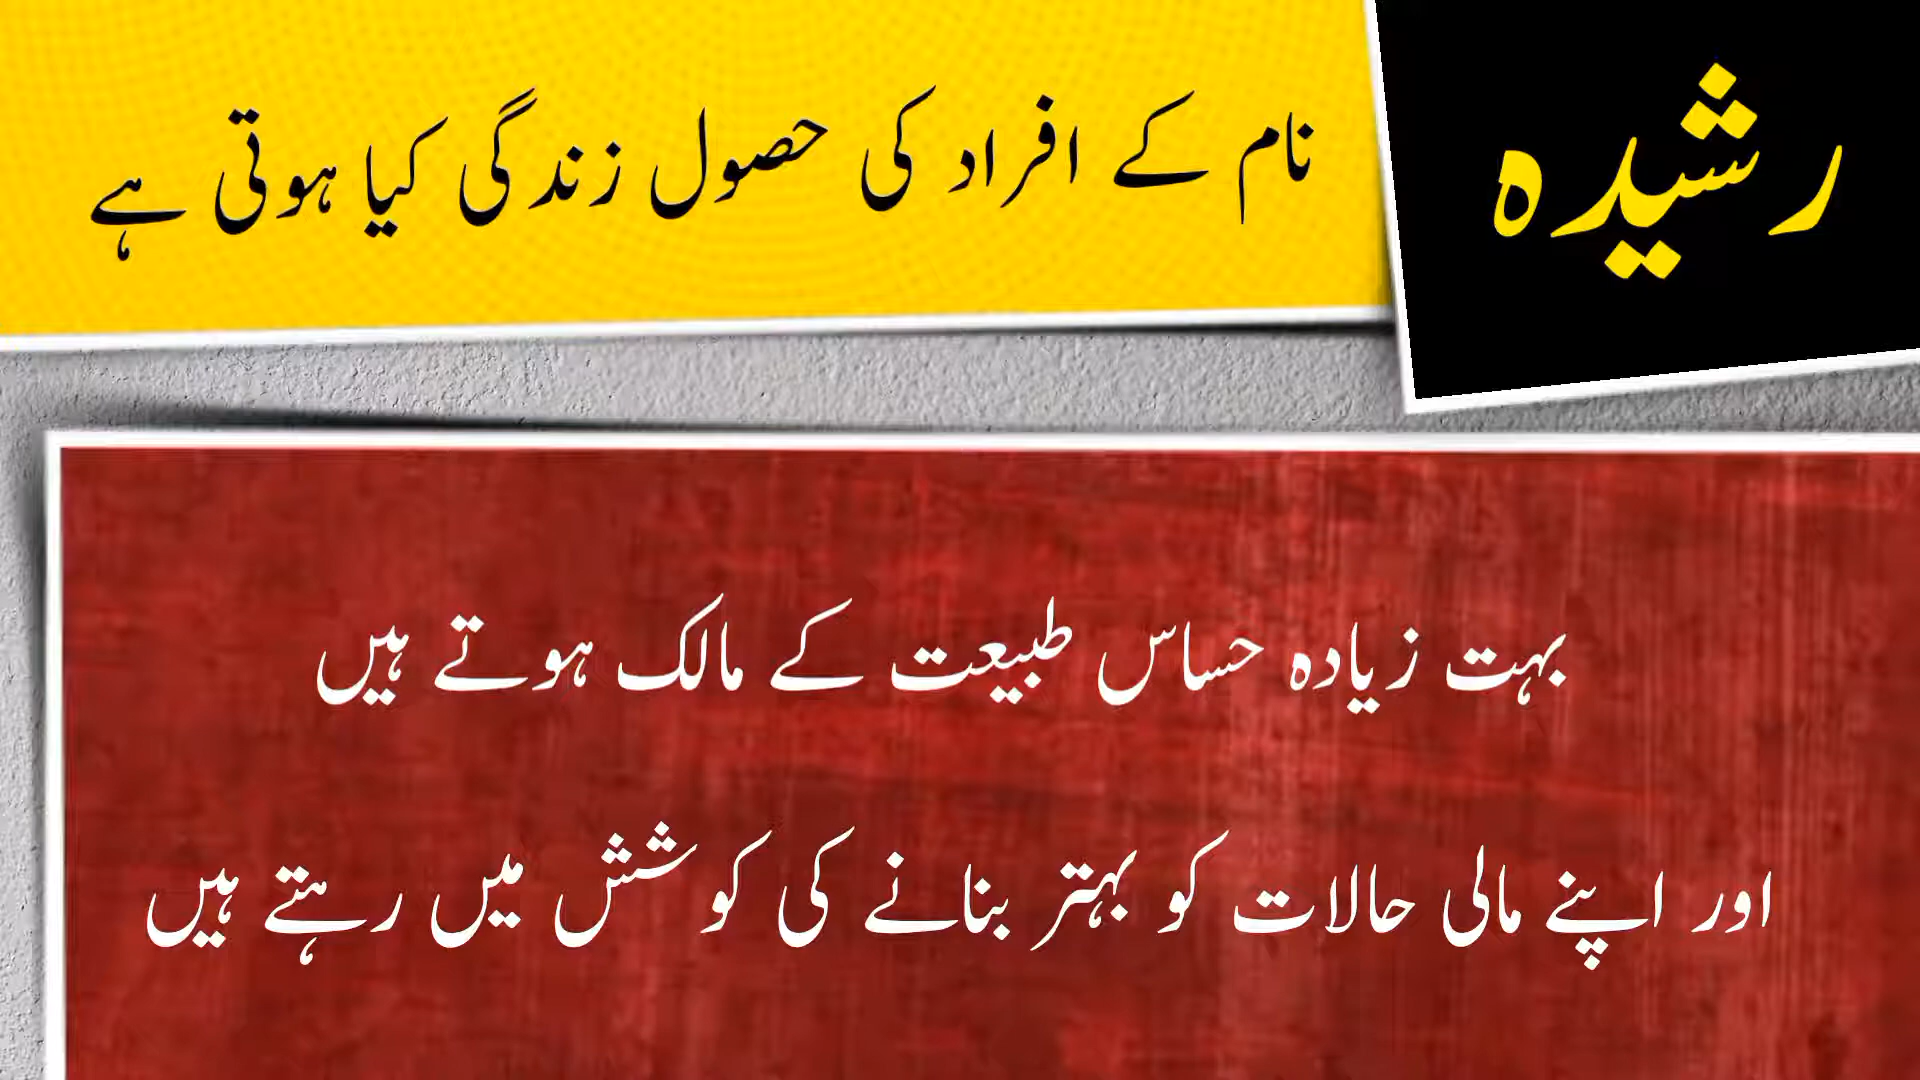 رشیدہ
نام کے افراد کی حصول زندگی کیا ہوتی ہے
بہت زیادہ حساس طبیعت کے مالک ہوتے ہیں
اور اپنے مالی حالات کو بہتر بنانے کی کوشش میں رہتے ہیں